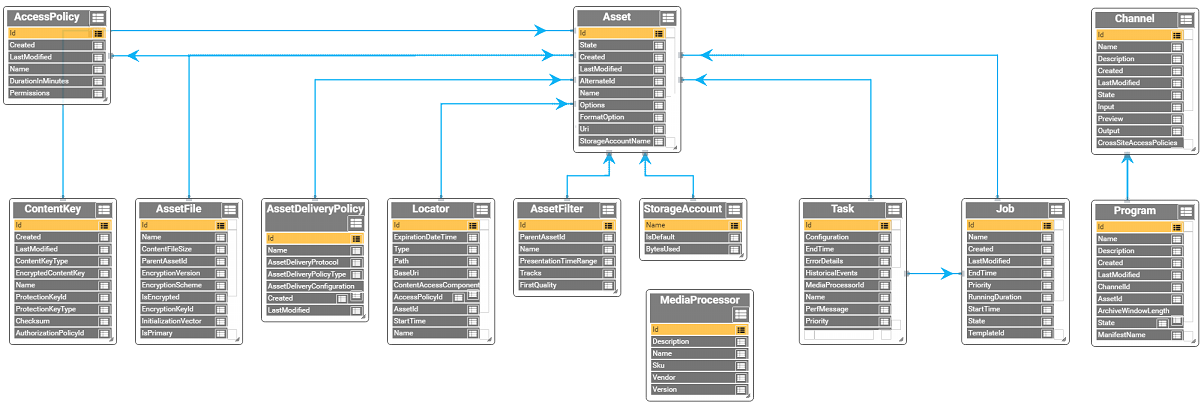 AccessPolicy
Id
Created
LastModified
Name
DurationInMinutes
Permissions
Asset
Id
State
Created
LastModified
AlternateId
Name
Options
FormatOption
Uri
StorageAccountName
Channel
Id
Name
Description
Created
LastModified
State
Input
Preview
Output
CrossSiteAccessPolicies
ContentKey
Id
Created
LastModified
ContentKeyType
EncryptedContentKey
Name
ProtectionKeyId
ProtectionKeyType
Checksum
AuthorizationPolicyId
AssetFile
Id
Name
ContentFileSize
ParentAssetId
EncryptionVersion
EncryptionScheme
IsEncrypted
EncryptionKeyId
InitializationVector
IsPrimary
AssetDeliveryPolicy
Id
Name
AssetDeliveryProtocol
AssetDeliveryPolicyType
AssetDeliveryConfiguration
Created
LastModified
Locator
Id
ExpirationDateTime
Type
Path
BaseUri
ContentAccessComponent
AccessPolicyId
AssetId
StartTime
Name
AssetFilter
Id
ParentAssetId
Name
PresentationTimeRange
Tracks
FirstQuality
StorageAccount
Name
IsDefault
BytesUsed
MediaProcessor
Id
Description
Name
Sku
Vendor
Version
Task
Id
Configuration
EndTime
ErrorDetails
HistoricalEvents
MediaProcessorId
Name
PerfMessage
Priority
Job
Id
Name
Created
LastModified
EndTime
Priority
RunningDuration
StartTime
State
TemplateId
Program
Id
Name
Description
Created
LastModified
ChannelId
AssetId
ArchiveWindowLength
State
ManifestName